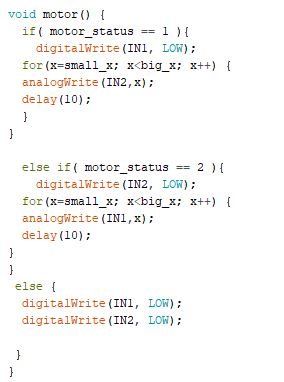 void motor() {
  if( motor_status == 1 ){
    digitalWrite(IN1, LOW);
  for(x=small_x; x<big_x; x++) {
  analogWrite(IN2,x);
  delay(10);
  }
}

  else if( motor_status == 2 ){
    digitalWrite(IN2, LOW);
  for(x=small_x; x<big_x; x++) {
  analogWrite(IN1,x);
  delay(10);
}
}
 else {
  digitalWrite(IN1, LOW);
  digitalWrite(IN2, LOW);

 }
}